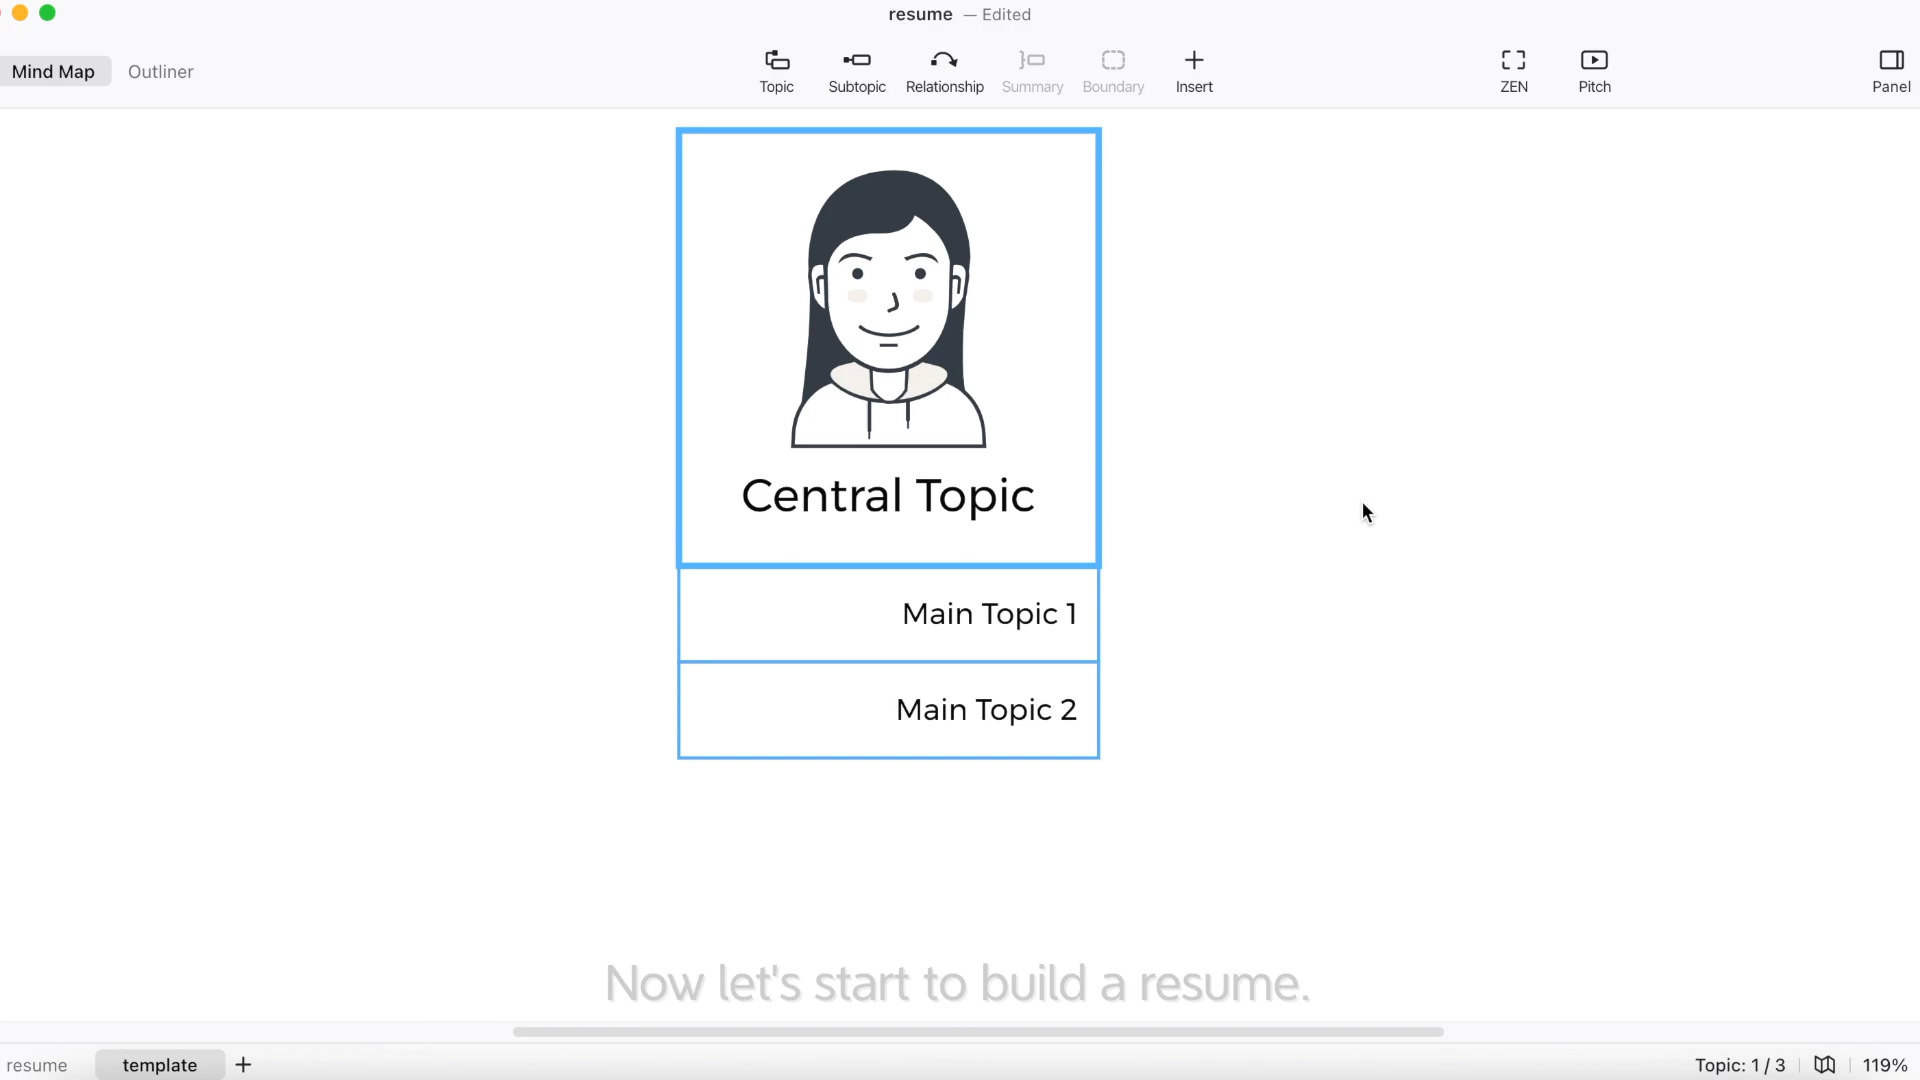 resume — Edited
Mind Map Outliner
Topic Subtopic Relationship Summary Boundary Insert ZEN Pitch Panel
Central Topic
Main Topic 1
Main Topic 2
Now let's start to build a resume.
resume template Topic: 1 / 3 119%